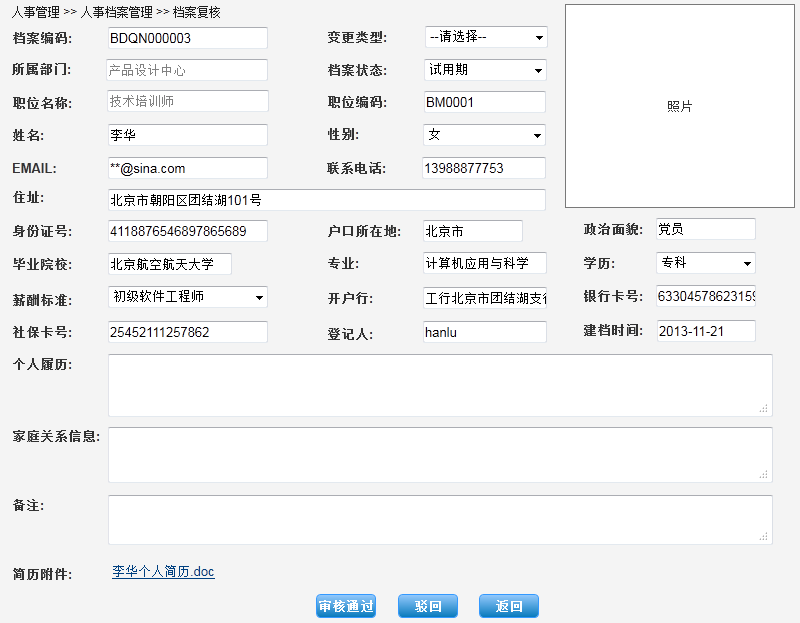 人事管理 >> 人事档案管理 >> 档案复核
档案编码: BDQN000003 变更类型: --请选择--
所属部门: 产品设计中心 档案状态: 试用期
照片
职位名称: 技术培训师 职位编码: BM0001
姓名: 李华 性别: 女
EMAIL: **@sina.com 联系电话: 13988877753
住址: 北京市朝阳区团结湖101号
身份证号: 4118876546897865689 户口所在地: 北京市 政治面貌: 党员
毕业院校: 北京航空航天大学 专业: 计算机应用与科学 学历: 专科
薪酬标准: 初级软件工程师 开户行: 工行北京市团结湖支行 银行卡号: 63304578623159
社保卡号: 25452111257862 登记人: hanlu 建档时间: 2013-11-21
个人履历:
家庭关系信息:
备注:
简历附件: 李华个人简历.doc
审核通过 驳回 返回